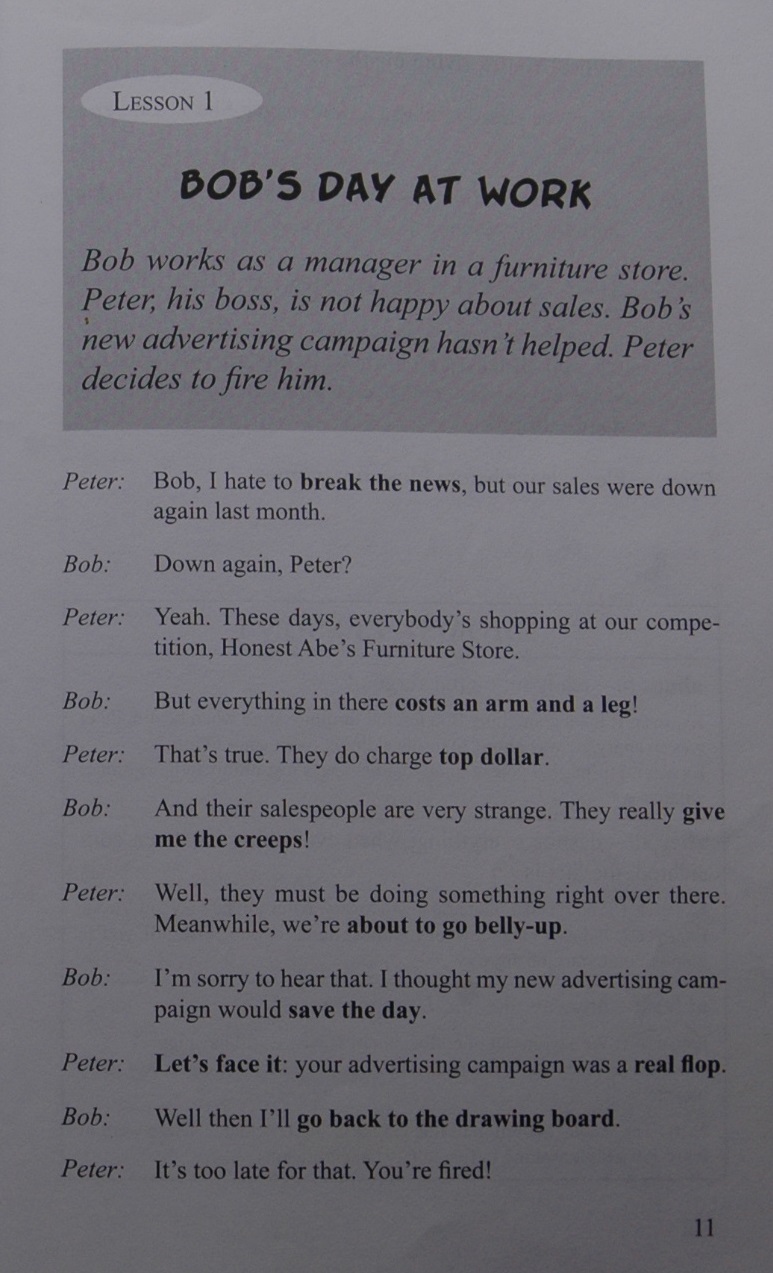 LESSON 1
BOB'S DAY AT WORK
Bob works as a manager in a furniture store.
Peter, his boss, is not happy about sales. Bob's
new advertising campaign hasn't helped. Peter
decides to fire him.
Peter: Bob, I hate to break the news, but our sales were down
again last month.
Bob: Down again, Peter?
Peter: Yeah. These days, everybody's shopping at our compe-
tition, Honest Abe's Furniture Store.
Bob: But everything in there costs an arm and a leg!
Peter: That's true. They do charge top dollar.
Bob: And their salespeople are very strange. They really give
me the creeps!
Peter: Well, they must be doing something right over there.
Meanwhile, we're about to go belly-up.
Bob: I'm sorry to hear that. I thought my new advertising cam-
paign would save the day.
Peter: Let's face it: your advertising campaign was a real flop.
Bob: Well then I'll go back to the drawing board.
Peter: It's too late for that. You're fired!
11